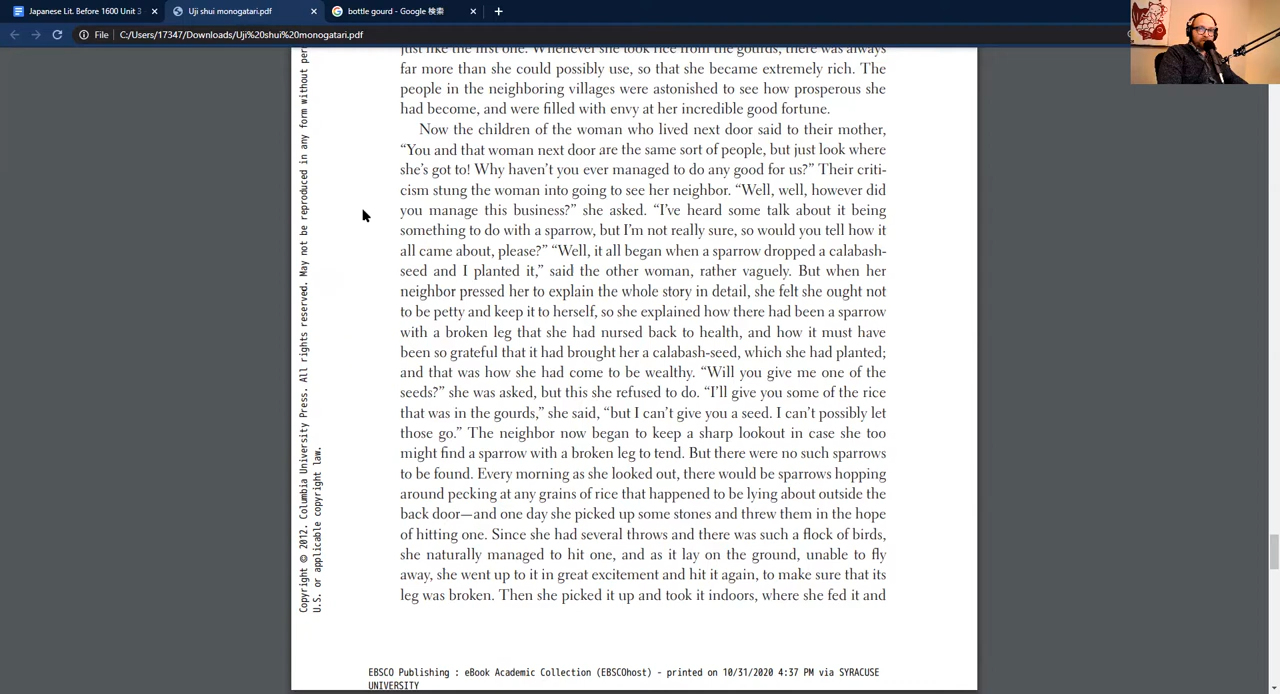 Japanese Lit. Before 1600 Unit 3
Uji shui monogatari.pdf
bottle gourd - Google 検索
File
C:/Users/17347/Downloads/Uji%20shui%20monogatari.pdf
just like the first one. Whenever she took rice from the gourds, there was always
far more than she could possibly use, so that she became extremely rich. The
people in the neighboring villages were astonished to see how prosperous she
had become, and were filled with envy at her incredible good fortune.
Now the children of the woman who lived next door said to their mother,
“You and that woman next door are the same sort of people, but just look where
she’s got to! Why haven’t you ever managed to do any good for us?” Their criti-
cism stung the woman into going to see her neighbor. “Well, well, however did
you manage this business?” she asked. “I’ve heard some talk about it being
something to do with a sparrow, but I’m not really sure, so would you tell how it
all came about, please?” “Well, it all began when a sparrow dropped a calabash-
seed and I planted it,” said the other woman, rather vaguely. But when her
neighbor pressed her to explain the whole story in detail, she felt she ought not
to be petty and keep it to herself, so she explained how there had been a sparrow
with a broken leg that she had nursed back to health, and how it must have
been so grateful that it had brought her a calabash-seed, which she had planted;
and that was how she had come to be wealthy. “Will you give me one of the
seeds?” she was asked, but this she refused to do. “I’ll give you some of the rice
that was in the gourds,” she said, “but I can’t give you a seed. I can’t possibly let
those go.” The neighbor now began to keep a sharp lookout in case she too
might find a sparrow with a broken leg to tend. But there were no such sparrows
to be found. Every morning as she looked out, there would be sparrows hopping
around pecking at any grains of rice that happened to be lying about outside the
back door—and one day she picked up some stones and threw them in the hope
of hitting one. Since she had several throws and there was such a flock of birds,
she naturally managed to hit one, and as it lay on the ground, unable to fly
away, she went up to it in great excitement and hit it again, to make sure that its
leg was broken. Then she picked it up and took it indoors, where she fed it and
Copyright © 2012. Columbia University Press. All rights reserved. May not be reproduced in any form without per
U.S. or applicable copyright law.
EBSCO Publishing : eBook Academic Collection (EBSCOhost) - printed on 10/31/2020 4:37 PM via SYRACUSE
UNIVERSITY